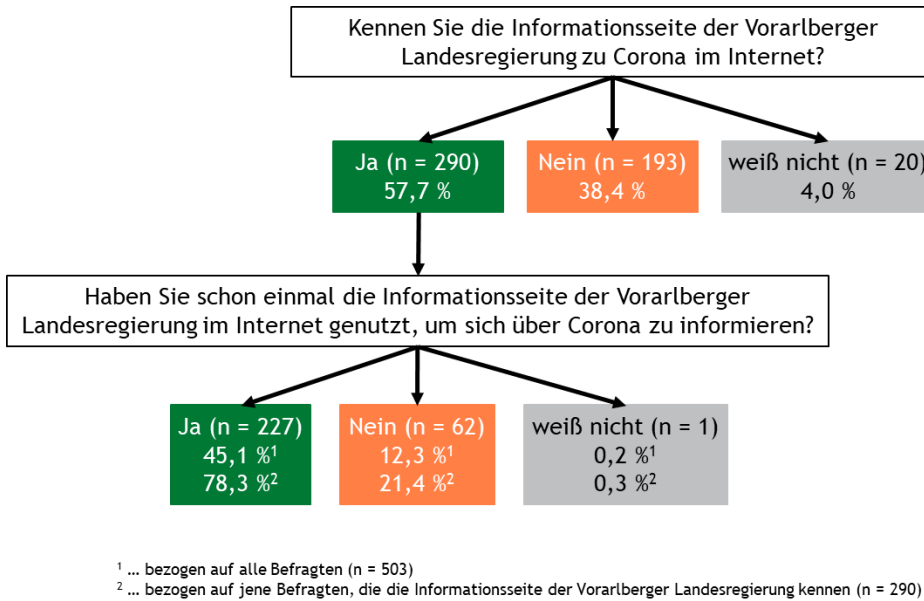 Kennen Sie die Informationsseite der Vorarlberger
Landesregierung zu Corona im Internet?
Ja (n = 290)
57,7 %
Nein (n = 193)
38,4 %
weiß nicht (n = 20)
4,0 %
Haben Sie schon einmal die Informationsseite der Vorarlberger
Landesregierung im Internet genutzt, um sich über Corona zu informieren?
Ja (n = 227)
45,1 %¹
78,3 %²
Nein (n = 62)
12,3 %¹
21,4 %²
weiß nicht (n = 1)
0,2 %¹
0,3 %²
¹ ... bezogen auf alle Befragten (n = 503)
² ... bezogen auf jene Befragten, die die Informationsseite der Vorarlberger Landesregierung kennen (n = 290)